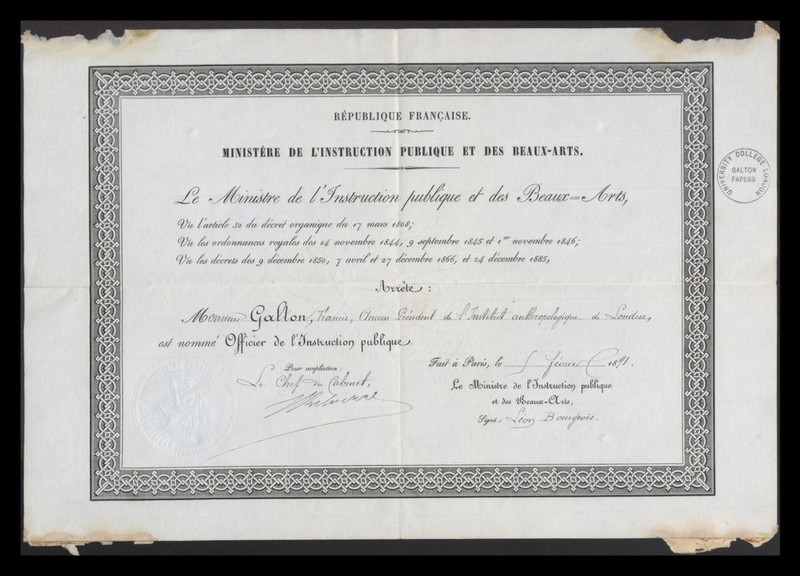 RÉPUBLIQUE FRANÇAISE.
MINISTÈRE DE L'INSTRUCTION PUBLIQUE ET DES BEAUX-ARTS.
Le Ministre de l'Instruction publique et des Beaux-Arts,
Vu l'article 32 du décret organique du 17 mars 1808;
Vu les ordonnances royales des 14 novembre 1844, 9 septembre 1845 et 1er novembre 1846;
Vu les décrets des 9 décembre 1850, 7 avril et 27 décembre 1866, et 24 décembre 1885,
Arrête :
Monsieur Galton, Francis, Ancien Président de l'Institut anthropologique de Londres,
est nommé Officier de l'Instruction publique.
Pour ampliation :
Le Chef du Cabinet,
Fait à Paris, le 5 février 1891.
Le Ministre de l'Instruction publique
et des Beaux-Arts,
Signé, Léon Bourgeois.
UNIVERSITY COLLEGE LONDON
GALTON
PAPERS